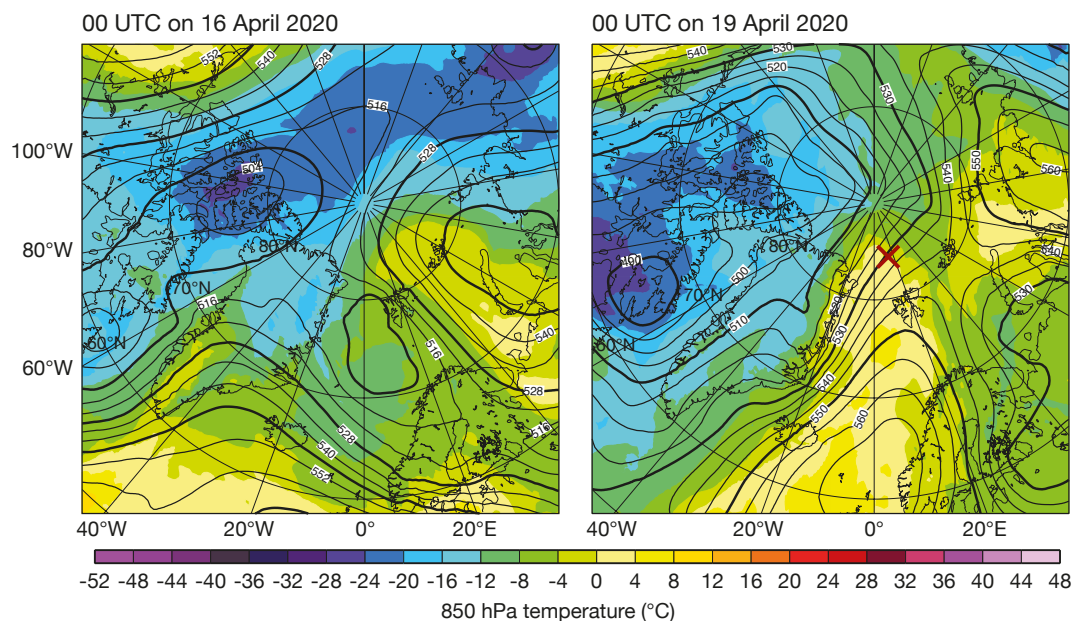 00 UTC on 16 April 2020
00 UTC on 19 April 2020
552
540
528
516
528
504
80°N
70°N
516
60°N
516
540
528
528
516
540
552
100°W
80°W
60°W
40°W
20°W
0°
20°E
540
530
520
530
550
540
560
80°N
490
70°N
500
510
60°N
520
530
540
530
540
550
560
40°W
20°W
0°
20°E
-52 -48 -44 -40 -36 -32 -28 -24 -20 -16 -12 -8 -4 0 4 8 12 16 20 24 28 32 36 40 44 48
850 hPa temperature (°C)